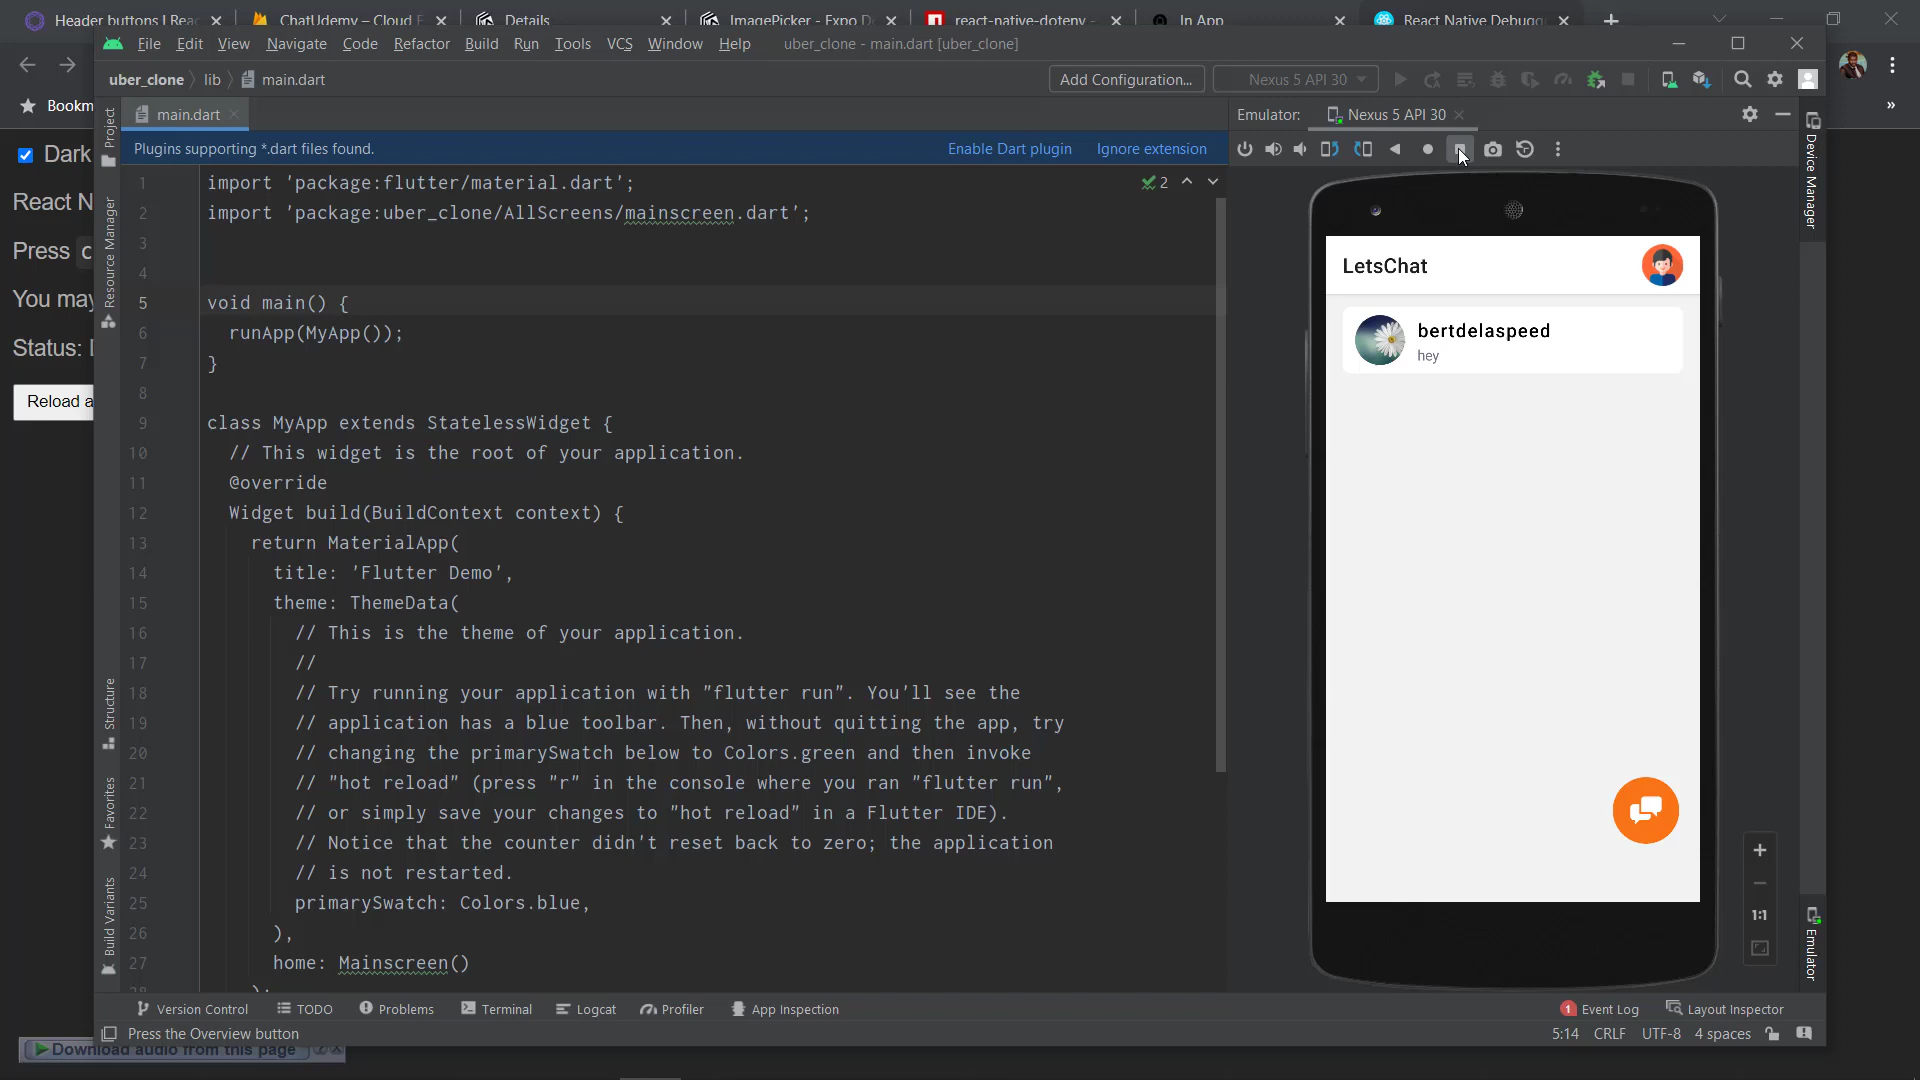 Header buttons | Reac
ChatUdemy – Cloud F
Details
ImagePicker - Expo D
react-native-dotenv -
In App
React Native Debugg
File Edit View Navigate Code Refactor Build Run Tools VCS Window Help uber_clone - main.dart [uber_clone]
uber_clone lib main.dart
Add Configuration...
Nexus 5 API 30
Bookm
main.dart
Emulator:
Nexus 5 API 30
Plugins supporting *.dart files found.
Enable Dart plugin
Ignore extension
Dark
React N
Press c
You may
Status: D
Reload a
Project
Resource Manager
Structure
Favorites
Build Variants
1 import 'package:flutter/material.dart';
2 import 'package:uber_clone/AllScreens/mainscreen.dart';
3
4
5 void main() {
6 runApp(MyApp());
7 }
8
9 class MyApp extends StatelessWidget {
10 // This widget is the root of your application.
11 @override
12 Widget build(BuildContext context) {
13 return MaterialApp(
14 title: 'Flutter Demo',
15 theme: ThemeData(
16 // This is the theme of your application.
17 //
18 // Try running your application with "flutter run". You'll see the
19 // application has a blue toolbar. Then, without quitting the app, try
20 // changing the primarySwatch below to Colors.green and then invoke
21 // "hot reload" (press "r" in the console where you ran "flutter run",
22 // or simply save your changes to "hot reload" in a Flutter IDE).
23 // Notice that the counter didn't reset back to zero; the application
24 // is not restarted.
25 primarySwatch: Colors.blue,
26 ),
27 home: Mainscreen()
28 );
2
LetsChat
bertdelaspeed
hey
1:1
Device Manager
Emulator
Version Control TODO Problems Terminal Logcat Profiler App Inspection
1 Event Log Layout Inspector
Press the Overview button
5:14 CRLF UTF-8 4 spaces
Download audio from this page